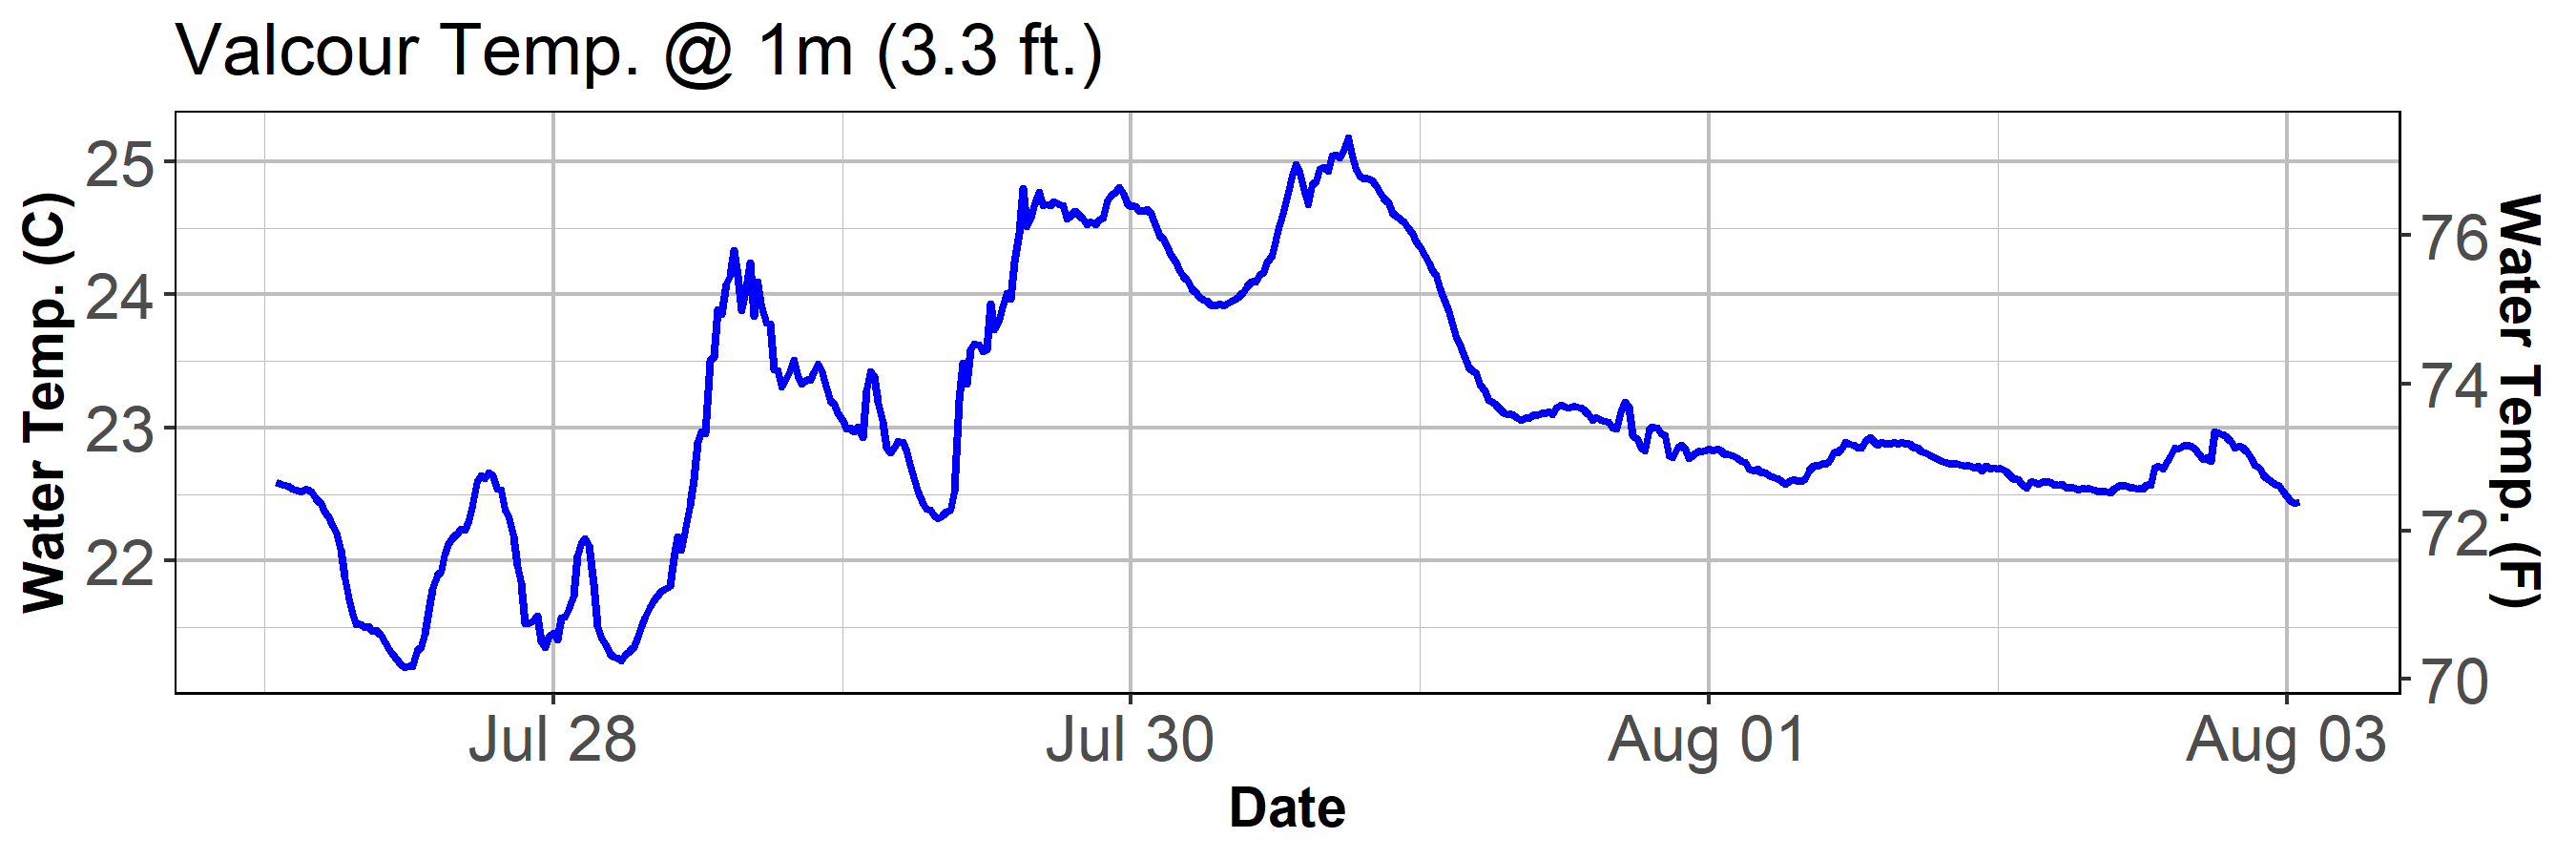 Valcour Temp. @ 1m (3.3 ft.)
Water Temp. (C)
25
24
23
22
Water Temp. (F)
76
74
72
70
Jul 28
Jul 30
Aug 01
Aug 03
Date